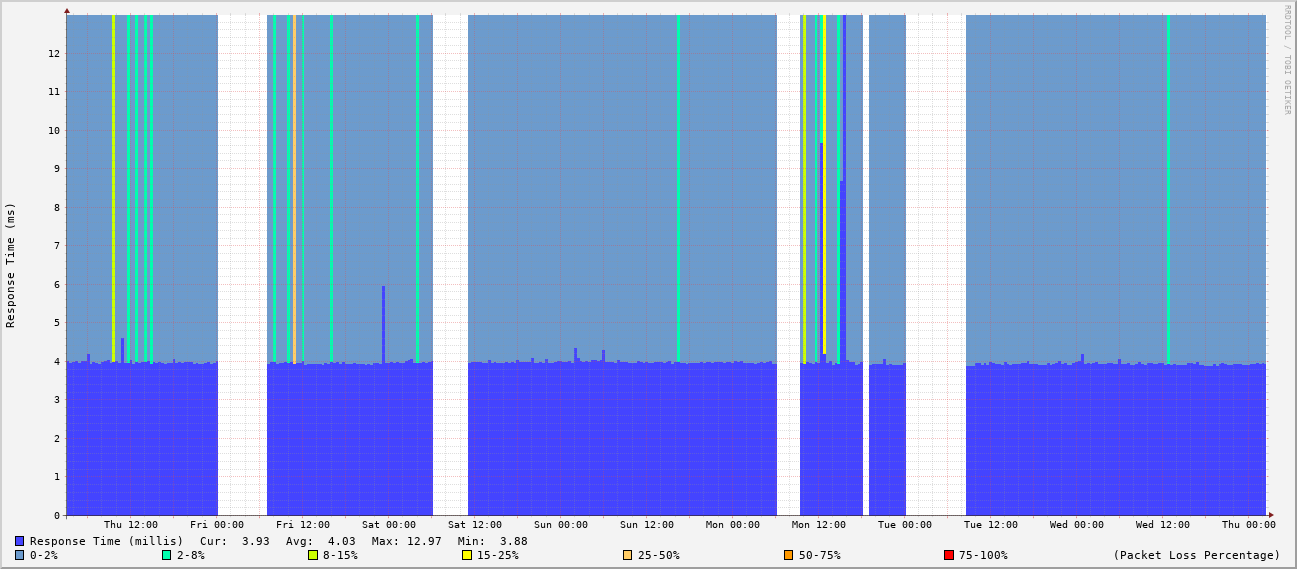 RRDTOOL / TOBI OETIKER
Response Time (ms)
12
11
10
9
8
7
6
5
4
3
2
1
0
Thu 12:00 Fri 00:00 Fri 12:00 Sat 00:00 Sat 12:00 Sun 00:00 Sun 12:00 Mon 00:00 Mon 12:00 Tue 00:00 Tue 12:00 Wed 00:00 Wed 12:00 Thu 00:00
Response Time (millis) Cur: 3.93 Avg: 4.03 Max: 12.97 Min: 3.88
0-2% 2-8% 8-15% 15-25% 25-50% 50-75% 75-100% (Packet Loss Percentage)